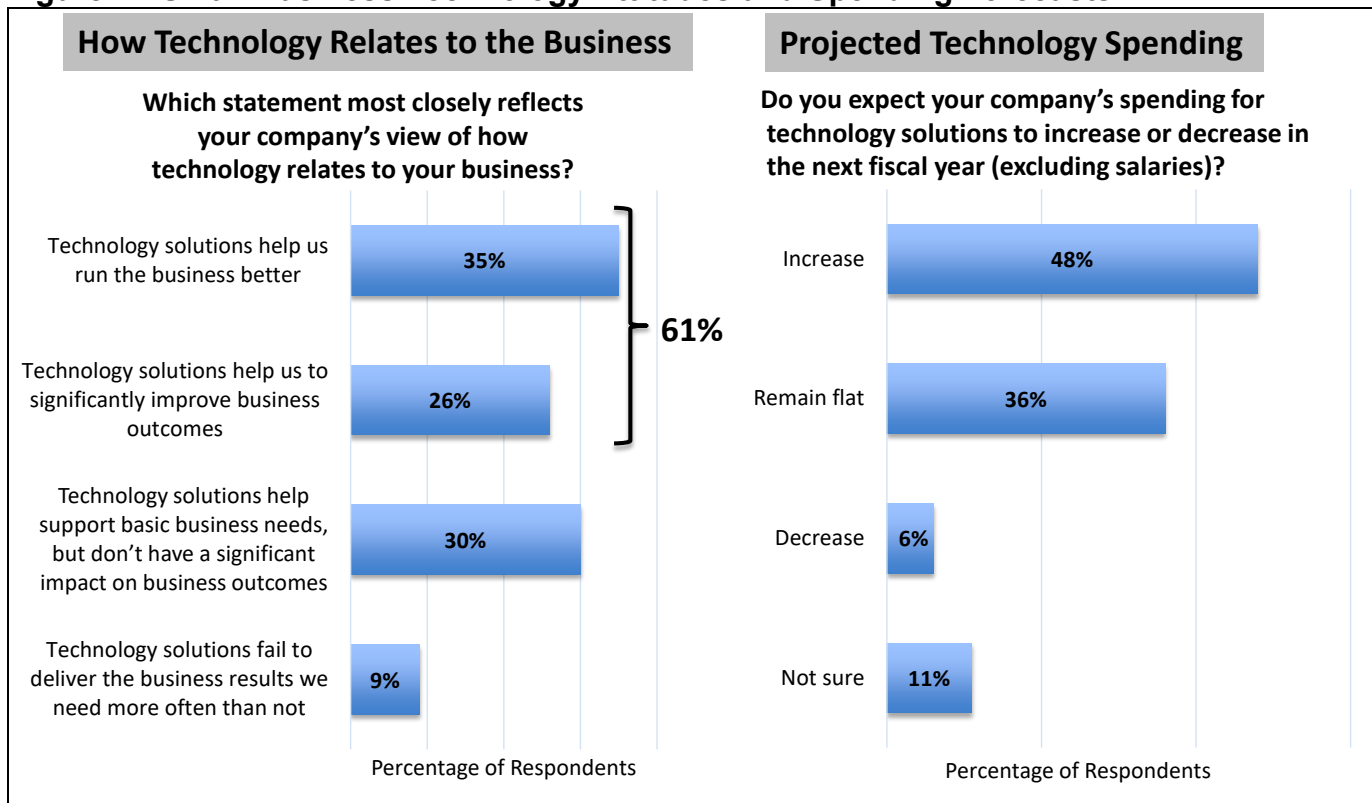 How Technology Relates to the Business
Which statement most closely reflects
your company's view of how
technology relates to your business?
Technology solutions help us
run the business better
35%
Technology solutions help us to
significantly improve business
outcomes
26%
61%
Technology solutions help
support basic business needs,
but don't have a significant
impact on business outcomes
30%
Technology solutions fail to
deliver the business results we
need more often than not
9%
Percentage of Respondents
Projected Technology Spending
Do you expect your company's spending for
technology solutions to increase or decrease in
the next fiscal year (excluding salaries)?
Increase
48%
Remain flat
36%
Decrease
6%
Not sure
11%
Percentage of Respondents